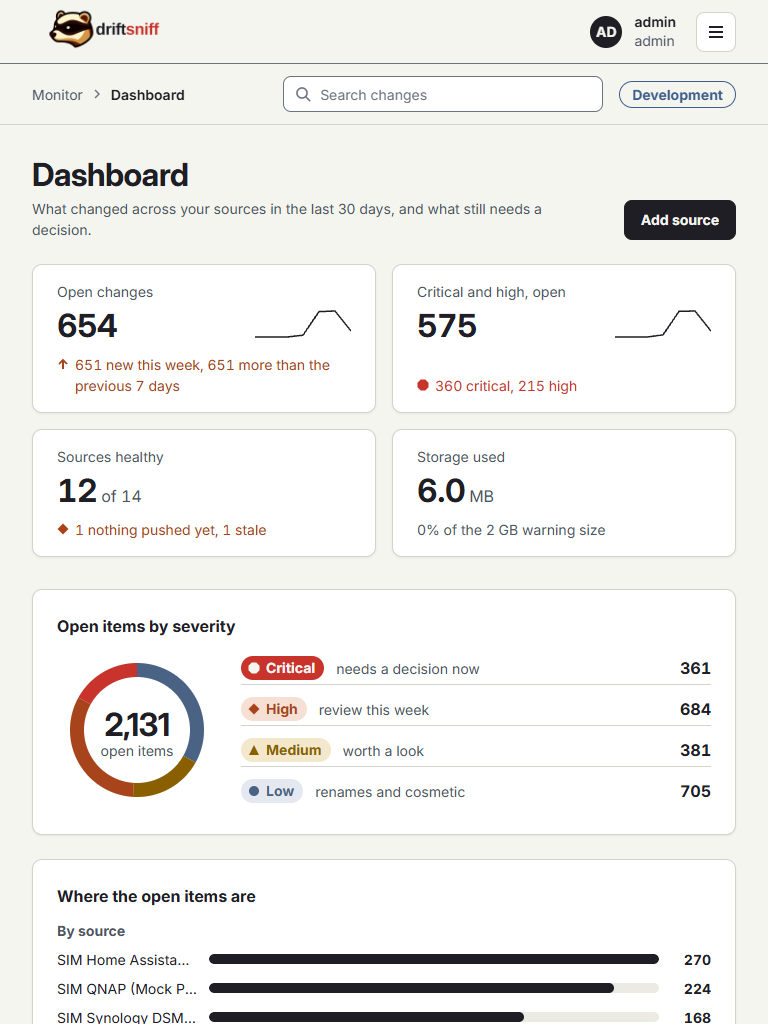 driftsniff
AD
admin
admin
Monitor
Dashboard
Search changes
Development
Dashboard
What changed across your sources in the last 30 days, and what still needs a
decision.
Add source
Open changes
654
651 new this week, 651 more than the
previous 7 days
Critical and high, open
575
360 critical, 215 high
Sources healthy
12 of 14
1 nothing pushed yet, 1 stale
Storage used
6.0 MB
0% of the 2 GB warning size
Open items by severity
2,131
open items
Critical needs a decision now 361
High review this week 684
Medium worth a look 381
Low renames and cosmetic 705
Where the open items are
By source
SIM Home Assista... 270
SIM QNAP (Mock P... 224
SIM Synology DSM... 168